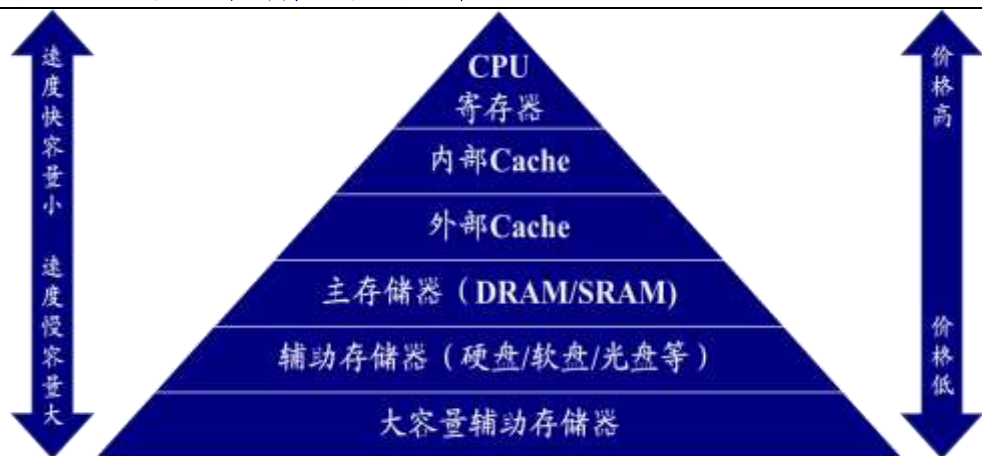 速度快容量小 速度慢容量大
CPU
寄存器
内部Cache
外部Cache
主存储器（DRAM/SRAM)
辅助存储器（硬盘/软盘/光盘等）
大容量辅助存储器
价格高 价格低